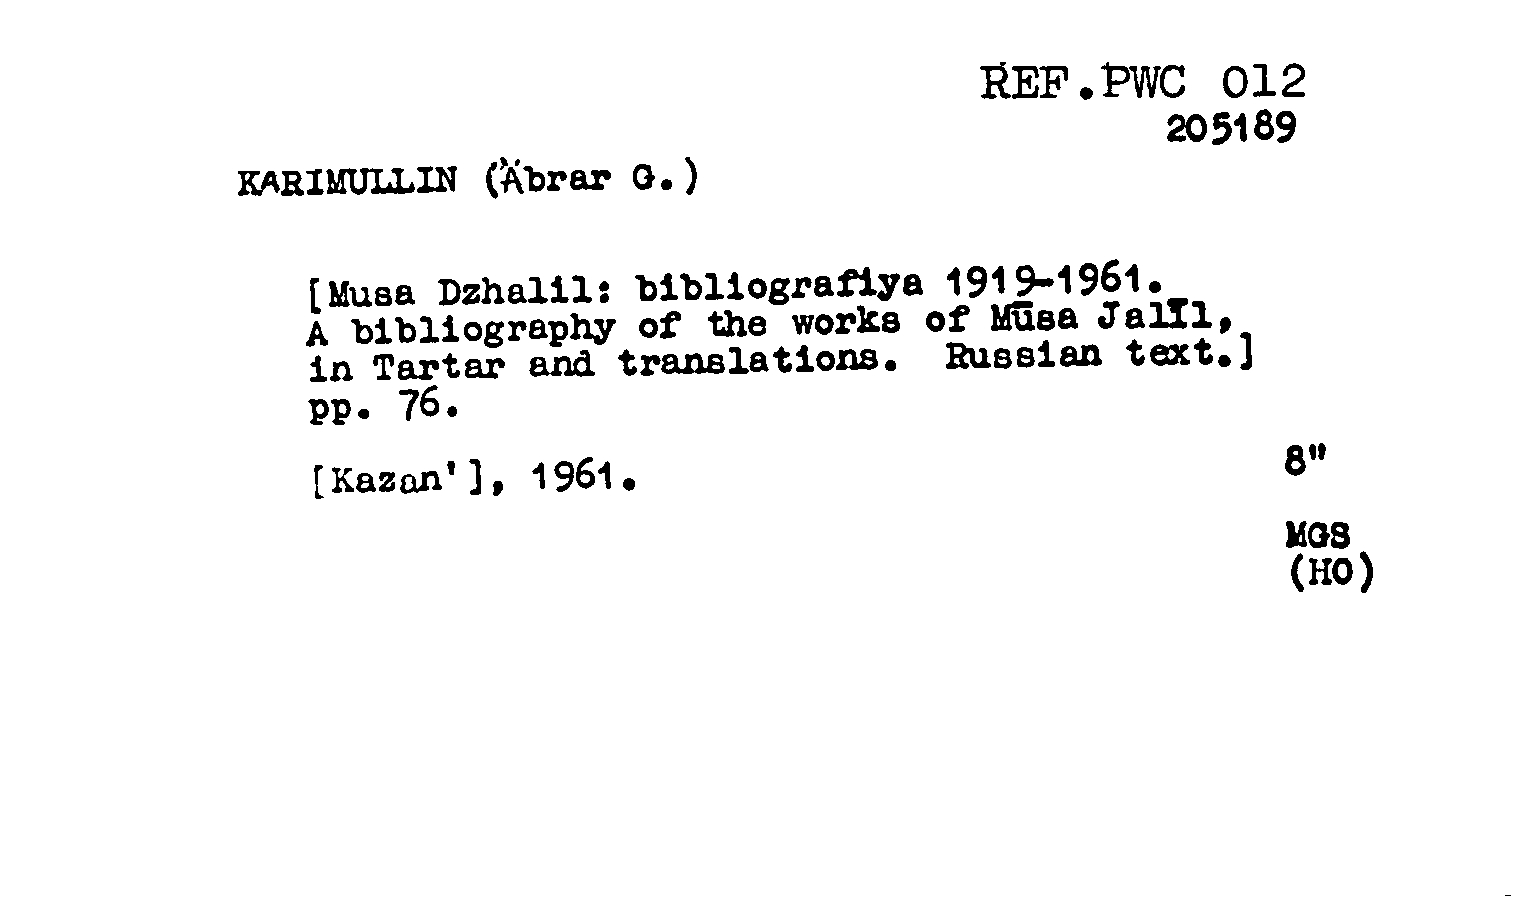 REF.PWC 012
205189
KARIMULLIN (Äbrar G.)
[Musa Dzhalil: bibliografiya 1919-1961.
A bibliography of the works of Mūsa Jalīl,
in Tartar and translations. Russian text.]
pp. 76.
[Kazan'], 1961.
8"
MGS
(HO)